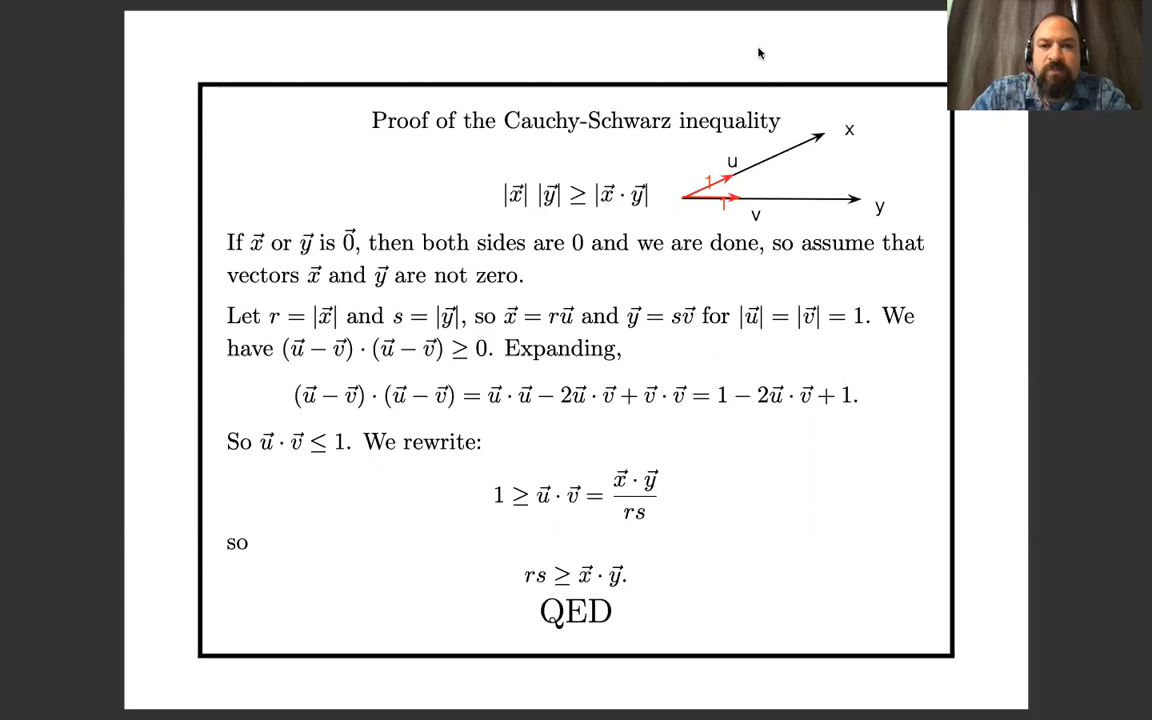 Proof of the Cauchy-Schwarz inequality
x
u
1
|x⃗| |y⃗| ≥ |x⃗ · y⃗|
1
v
y
If x⃗ or y⃗ is 0⃗, then both sides are 0 and we are done, so assume that
vectors x⃗ and y⃗ are not zero.
Let r = |x⃗| and s = |y⃗|, so x⃗ = ru⃗ and y⃗ = sv⃗ for |u⃗| = |v⃗| = 1. We
have (u⃗ − v⃗) · (u⃗ − v⃗) ≥ 0. Expanding,
(u⃗ − v⃗) · (u⃗ − v⃗) = u⃗ · u⃗ − 2u⃗ · v⃗ + v⃗ · v⃗ = 1 − 2u⃗ · v⃗ + 1.
So u⃗ · v⃗ ≤ 1. We rewrite:
1 ≥ u⃗ · v⃗ = x⃗ · y⃗ / rs
so
rs ≥ x⃗ · y⃗.
QED